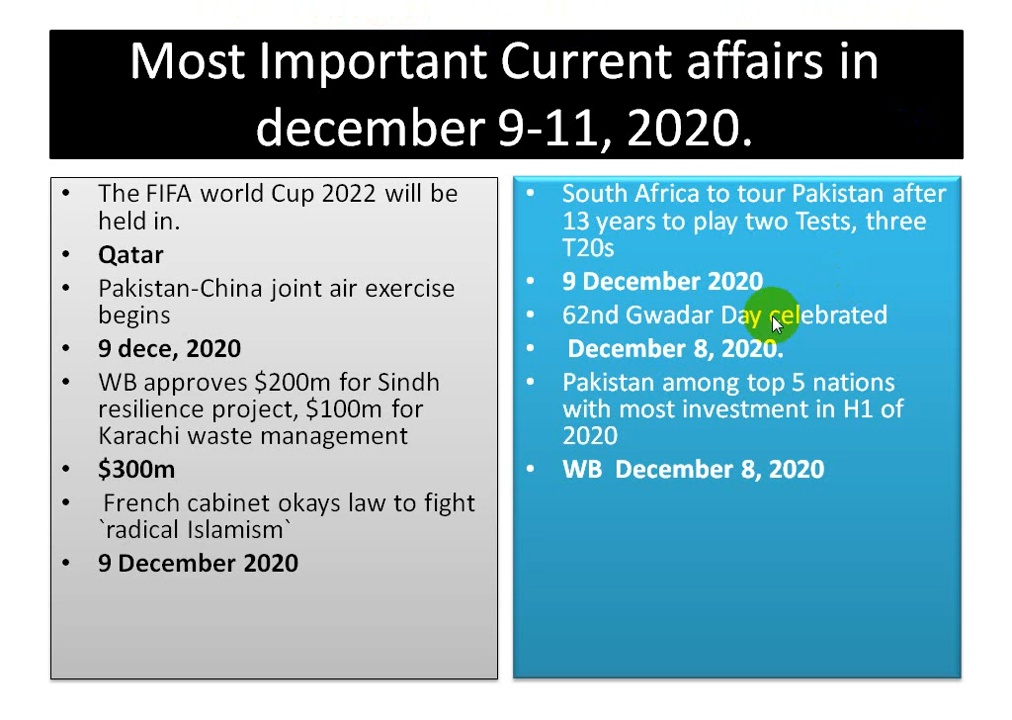 Most Important Current affairs in
december 9-11, 2020.
• The FIFA world Cup 2022 will be
held in.
• Qatar
• Pakistan-China joint air exercise
begins
• 9 dece, 2020
• WB approves $200m for Sindh
resilience project, $100m for
Karachi waste management
• $300m
• French cabinet okays law to fight
`radical Islamism`
• 9 December 2020
• South Africa to tour Pakistan after
13 years to play two Tests, three
T20s
• 9 December 2020
• 62nd Gwadar Day celebrated
• December 8, 2020.
• Pakistan among top 5 nations
with most investment in H1 of
2020
• WB  December 8, 2020